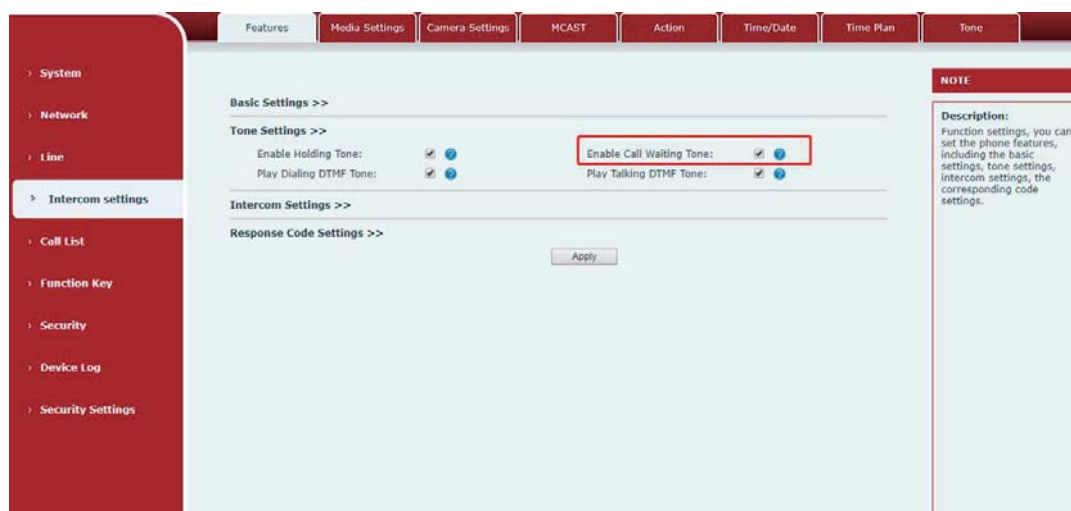 Features
Media Settings
Camera Settings
MCAST
Action
Time/Date
Time Plan
Tone
› System
› Network
› Line
› Intercom settings
› Call List
› Function Key
› Security
› Device Log
› Security Settings
Basic Settings >>
Tone Settings >>
Enable Holding Tone:
Enable Call Waiting Tone:
Play Dialing DTMF Tone:
Play Talking DTMF Tone:
Intercom Settings >>
Response Code Settings >>
Apply
NOTE
Description:
Function settings, you can
set the phone features,
including the basic
settings, tone settings,
intercom settings, the
corresponding code
settings.